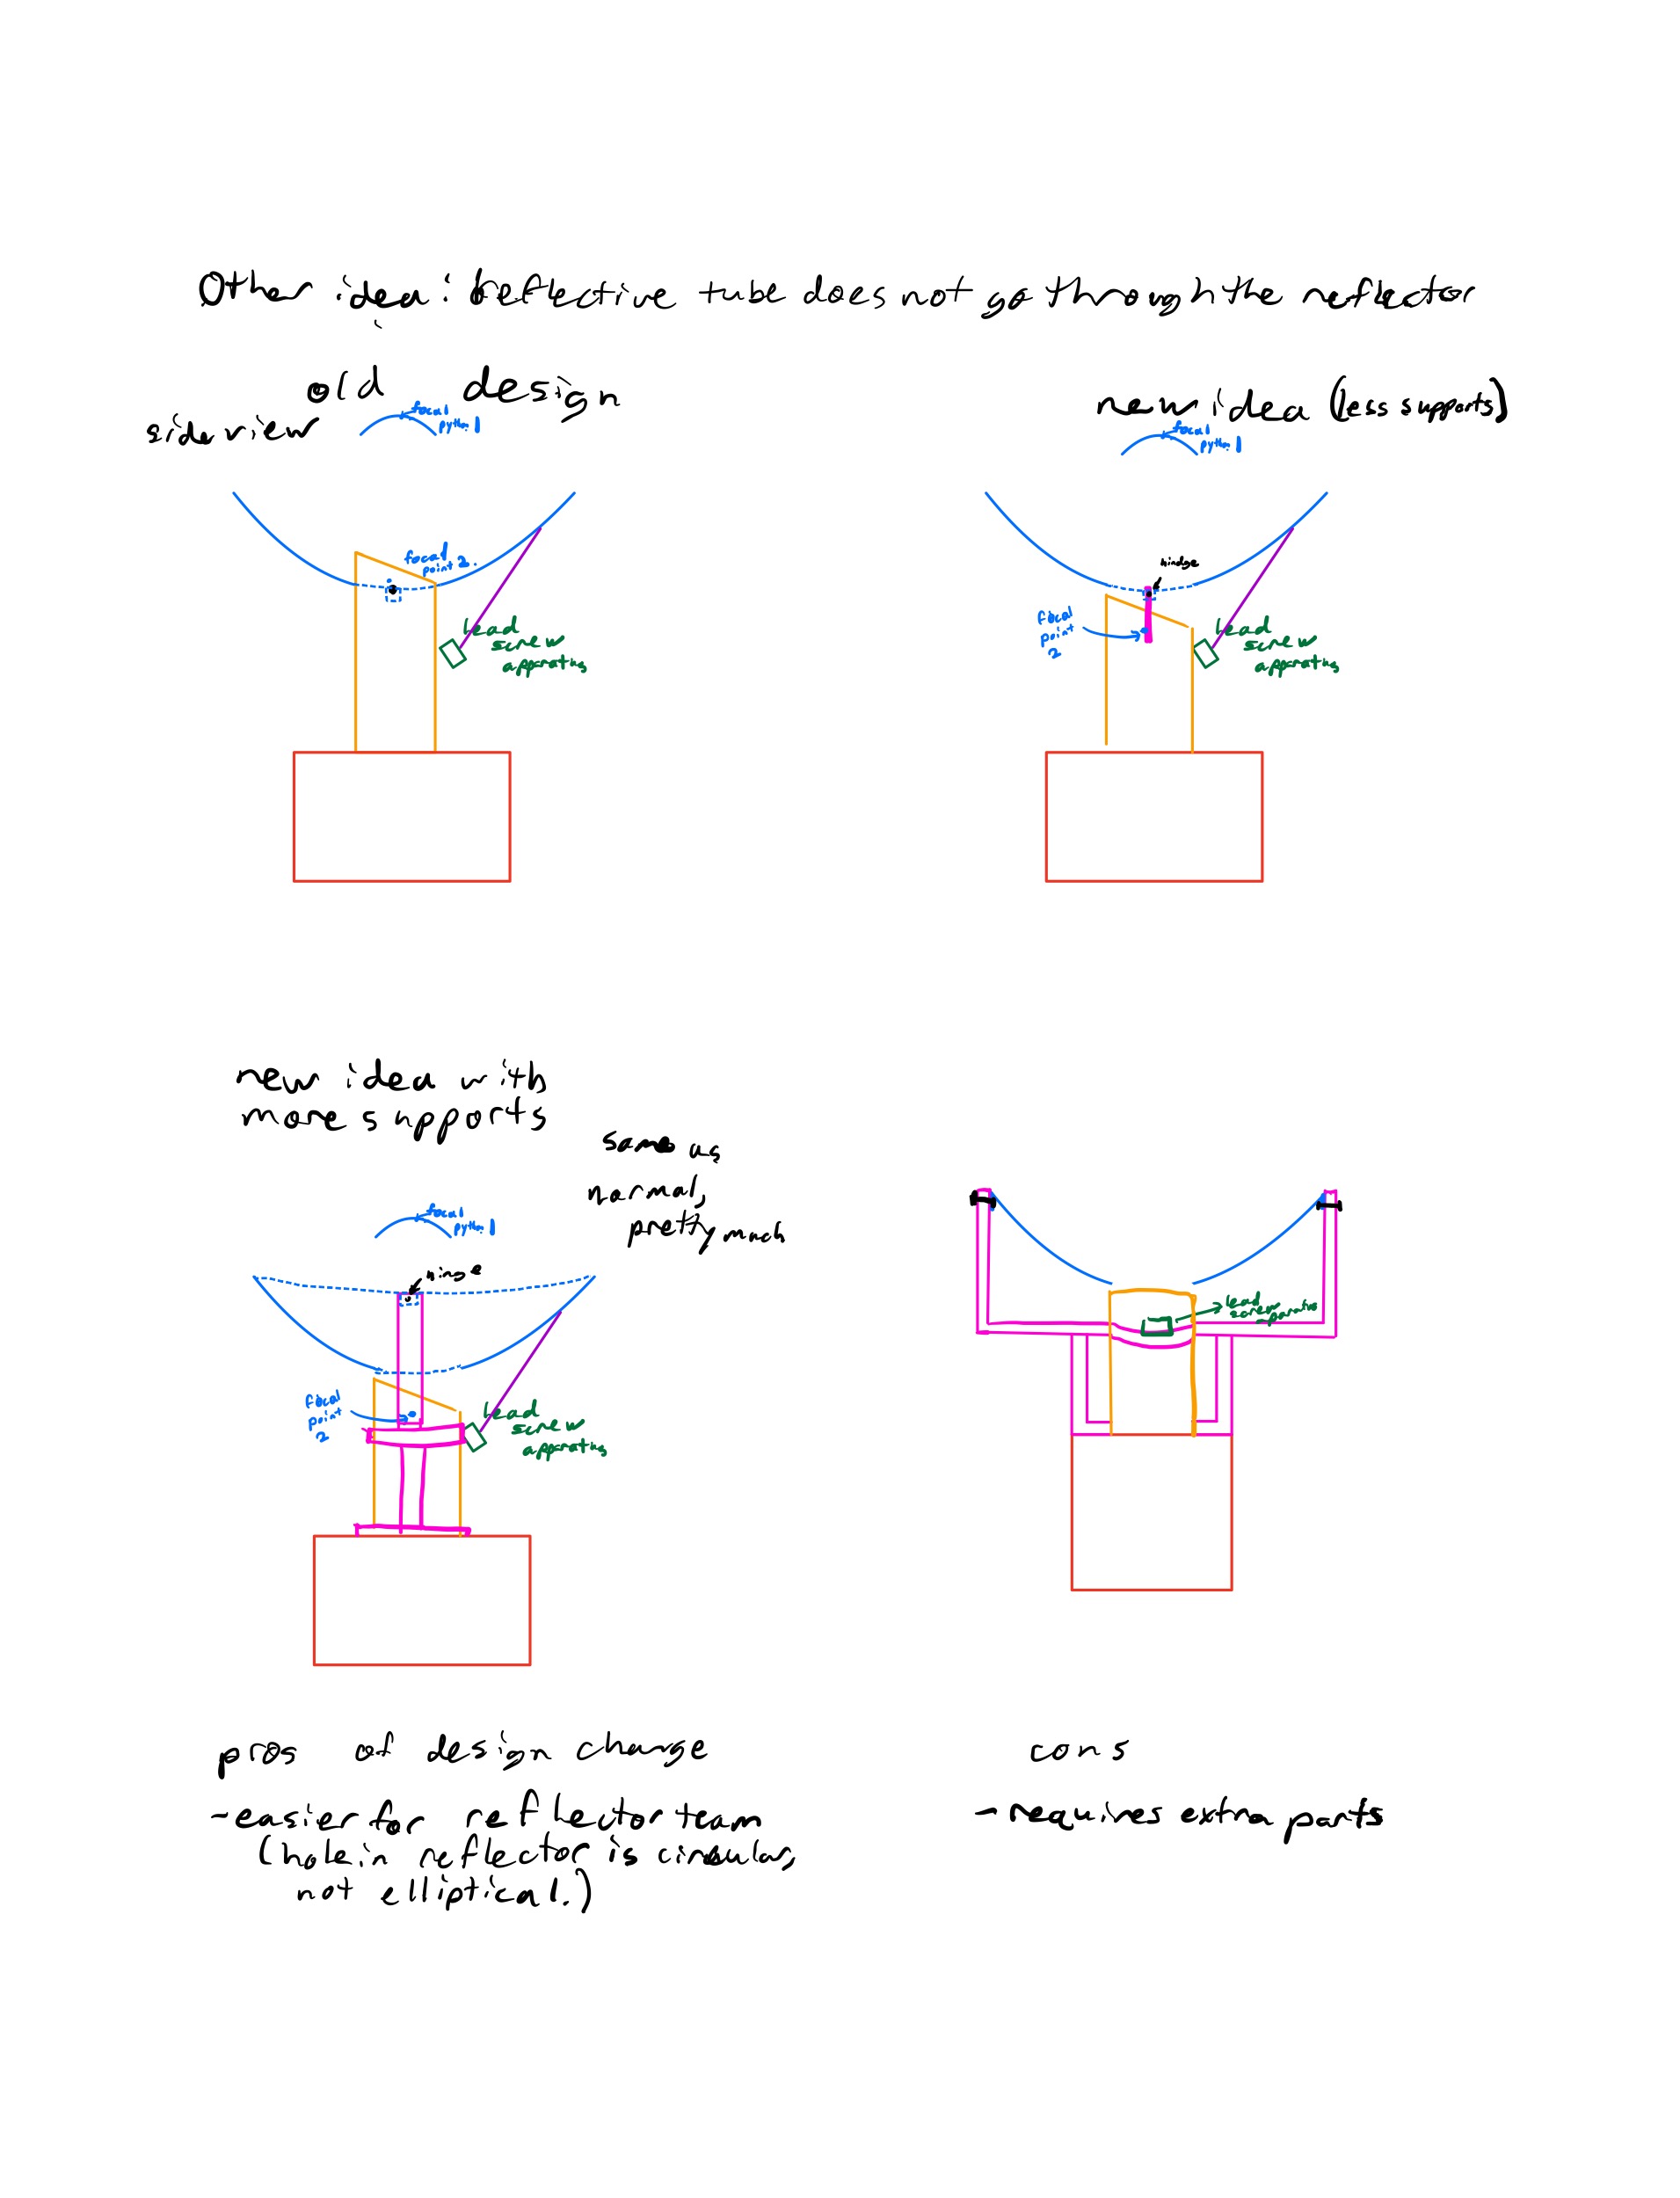 Other idea: Reflective tube does not go through the reflector
old design
side view
focal
python 1
focal
point 2.
lead
screw
apparatus
new idea (less supports)
focal
python 1
hindge
focal
point
2
lead
screw
apparatus
new idea with
more supports
same as
normal,
pretty much
focal
python 1
hinge
focal
point
2
lead
screw
apparatus
lead
screw
apparatus
pros of design change
-easier for reflector team
(hole in reflector is circular,
not elliptical.)
cons
- requires extra parts